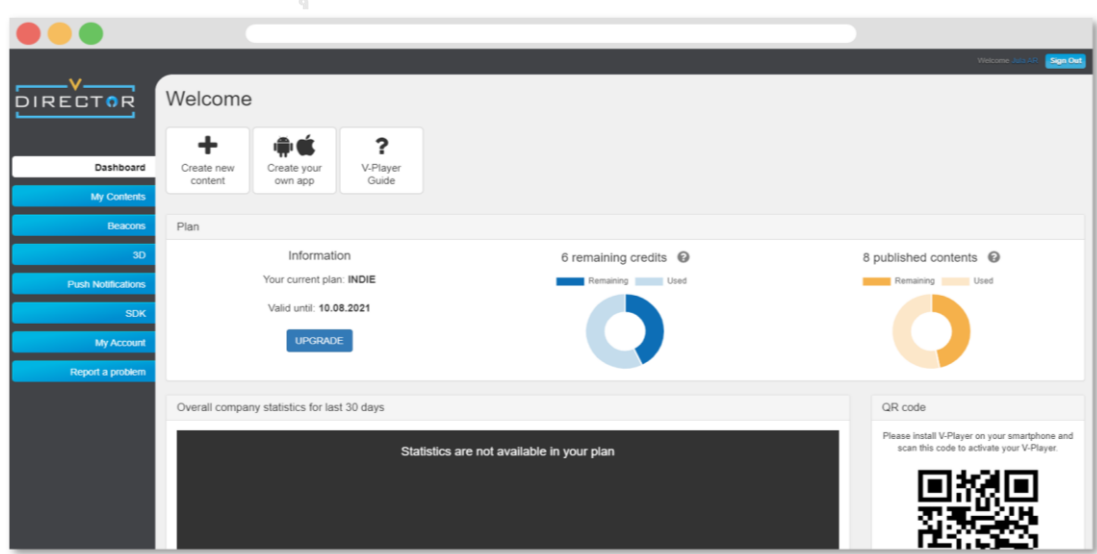 Welcome
Sign Out
V
DIRECTOR
Welcome
Create new
content
Create your
own app
?
V-Player
Guide
Dashboard
My Contents
Beacons
3D
Push Notifications
SDK
My Account
Report a problem
Plan
Information
Your current plan: INDIE
Valid until: 10.08.2021
UPGRADE
6 remaining credits ?
Remaining Used
8 published contents ?
Remaining Used
Overall company statistics for last 30 days
Statistics are not available in your plan
QR code
Please install V-Player on your smartphone and
scan this code to activate your V-Player.